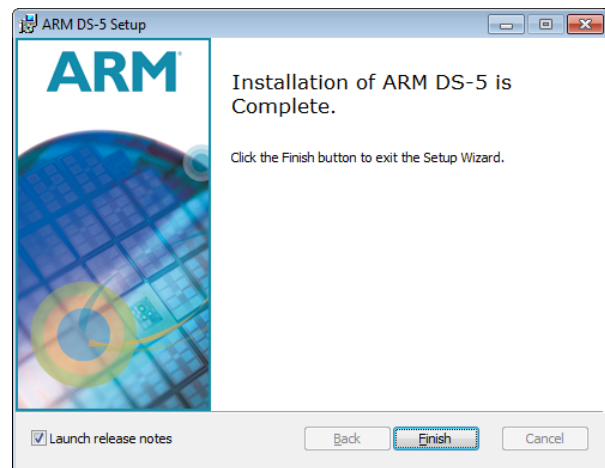 ARM DS-5 Setup
ARM
Installation of ARM DS-5 is
Complete.
Click the Finish button to exit the Setup Wizard.
Launch release notes
Back
Finish
Cancel